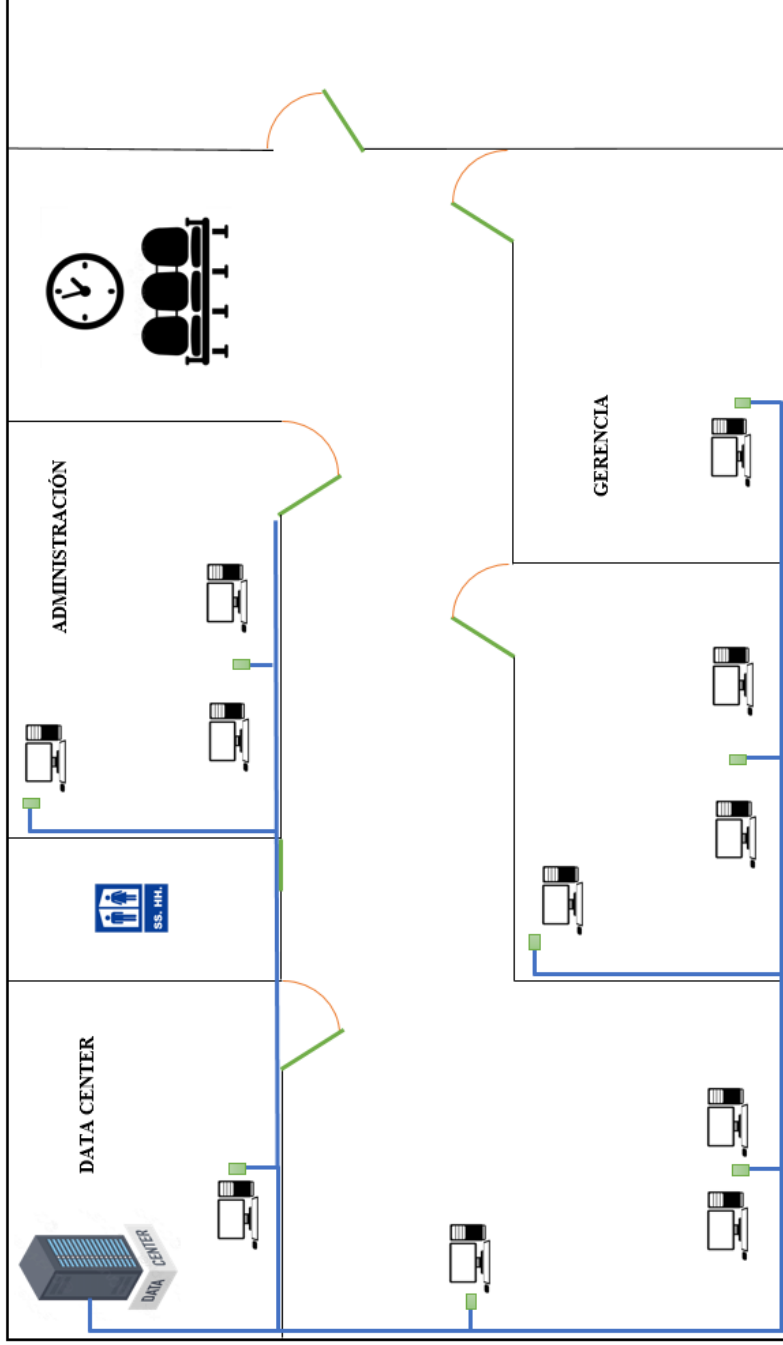 ADMINISTRACIÓN
GERENCIA
SS. HH.
DATA CENTER
DATA CENTER